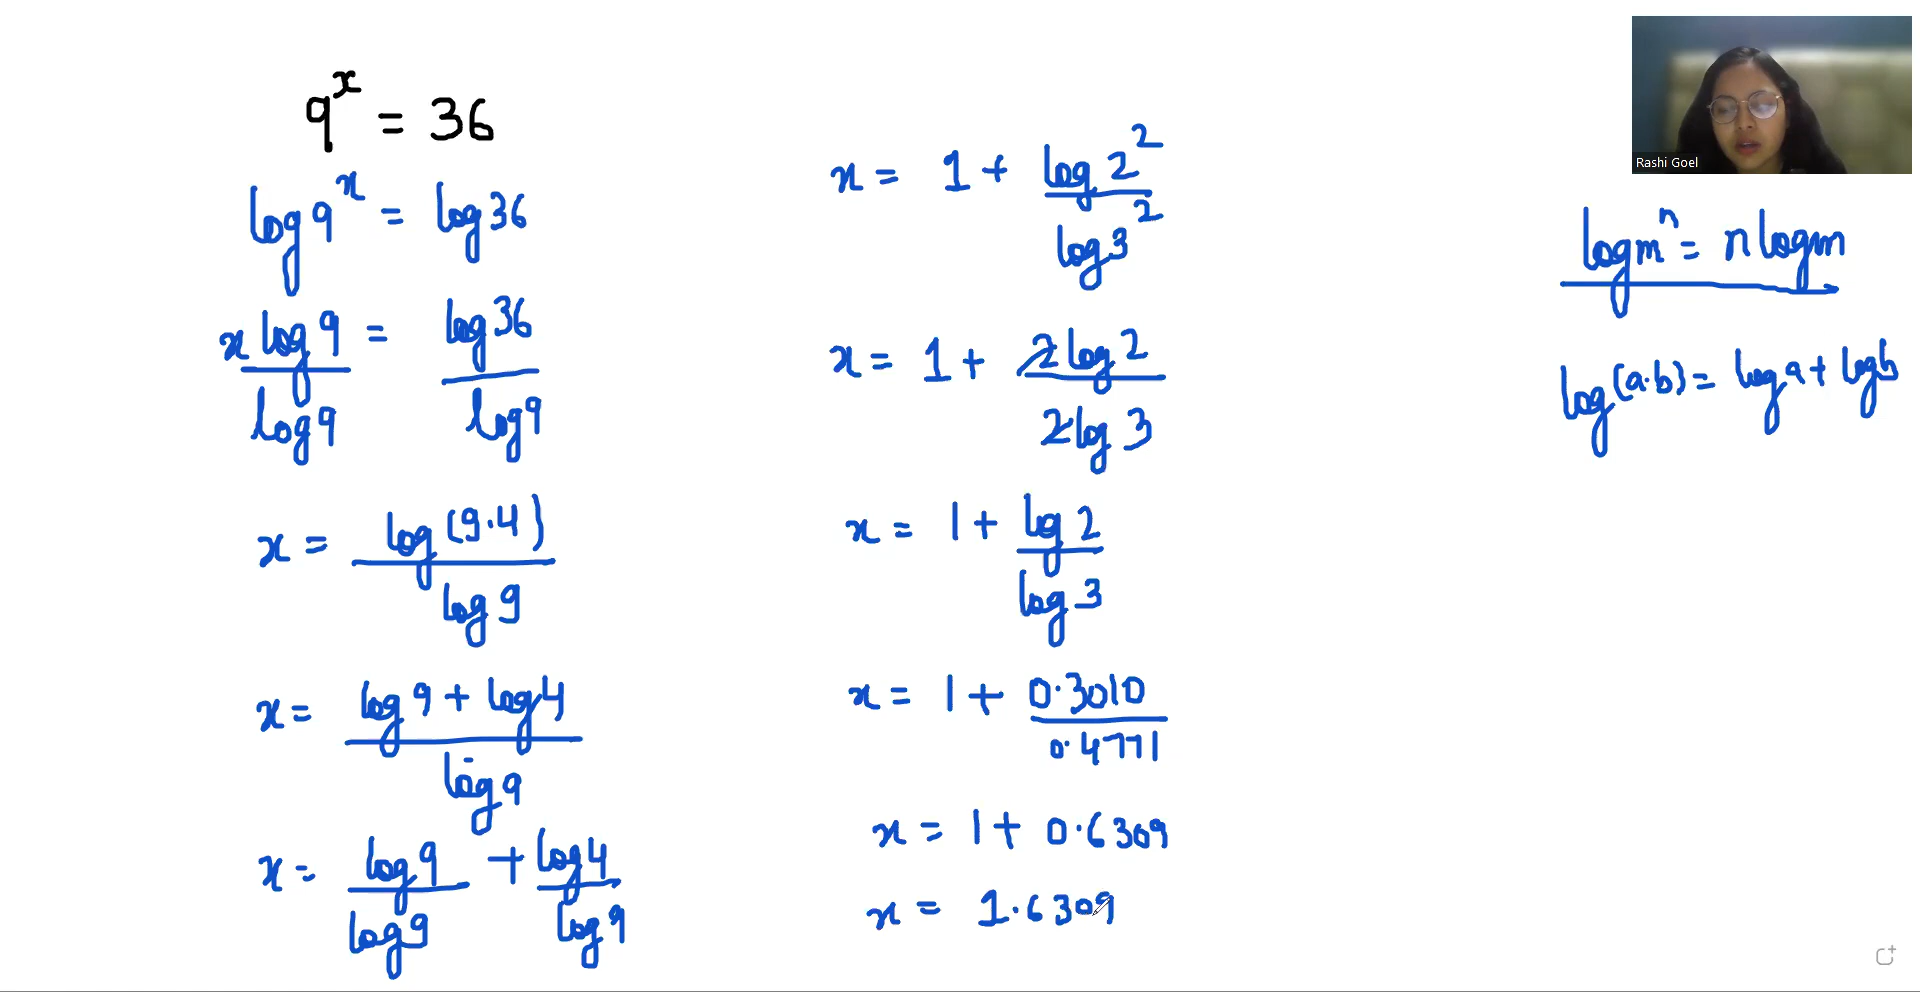 9^x = 36
log 9^x = log 36
x log 9 / log 9 = log 36 / log 9
x = log (9·4) / log 9
x = log 9 + log 4 / log 9
x = log 9 / log 9 + log 4 / log 9
x = 1 + log 2^2 / log 3^2
x = 1 + 2 log 2 / 2 log 3
x = 1 + log 2 / log 3
x = 1 + 0.3010 / 0.4771
x = 1 + 0.6309
x = 1.6309
Rashi Goel
log m^n = n log m
log (a·b) = log a + log b